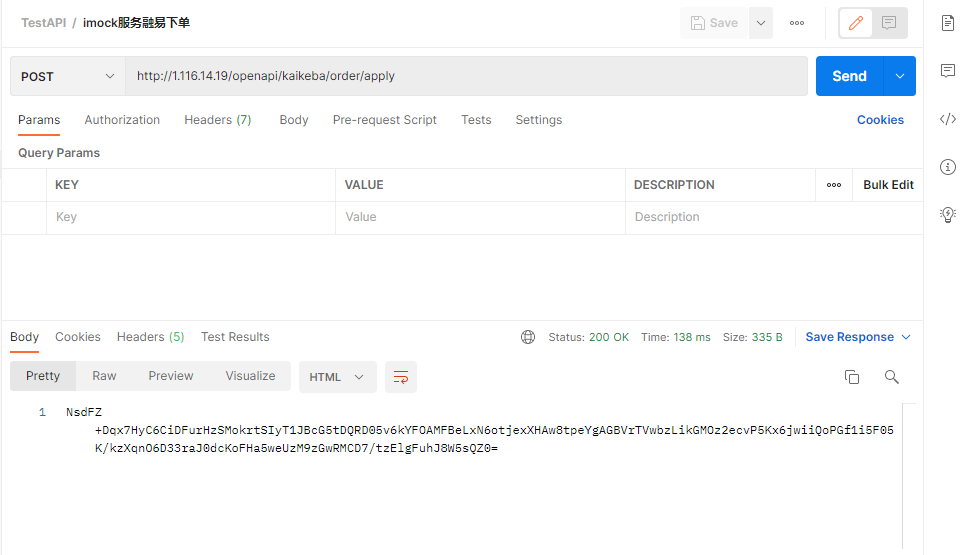 TestAPI / imock服务融易下单
Save
POST http://1.116.14.19/openapi/kaikeba/order/apply Send
Params Authorization Headers (7) Body Pre-request Script Tests Settings Cookies
Query Params
KEY VALUE DESCRIPTION Bulk Edit
Key Value Description
Body Cookies Headers (5) Test Results Status: 200 OK Time: 138 ms Size: 335 B Save Response
Pretty Raw Preview Visualize HTML
1 NsdFZ
+Dqx7HyC6CiDFurHzSMokrtSIyT1JBcG5tDQRD05v6kYFOAMFBeLxN6otjexXHAw8tpeYgAGBVrTVwbzLikGMOz2ecvP5Kx6jwiiQoPGf1i5F05
K/kzXqnO6D33raJ0dcKoFHa5weUzM9zGwRMCD7/tzElgFuhJ8W5sQZ0=